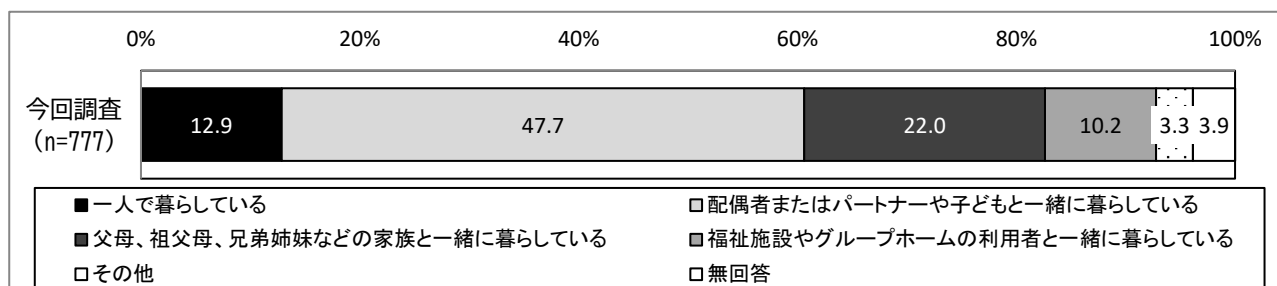 0% 20% 40% 60% 80% 100%
今回調査
(n=777)
12.9 47.7 22.0 10.2 3.3 3.9
■一人で暮らしている □配偶者またはパートナーや子どもと一緒に暮らしている
■父母、祖父母、兄弟姉妹などの家族と一緒に暮らしている ■福祉施設やグループホームの利用者と一緒に暮らしている
□その他 □無回答